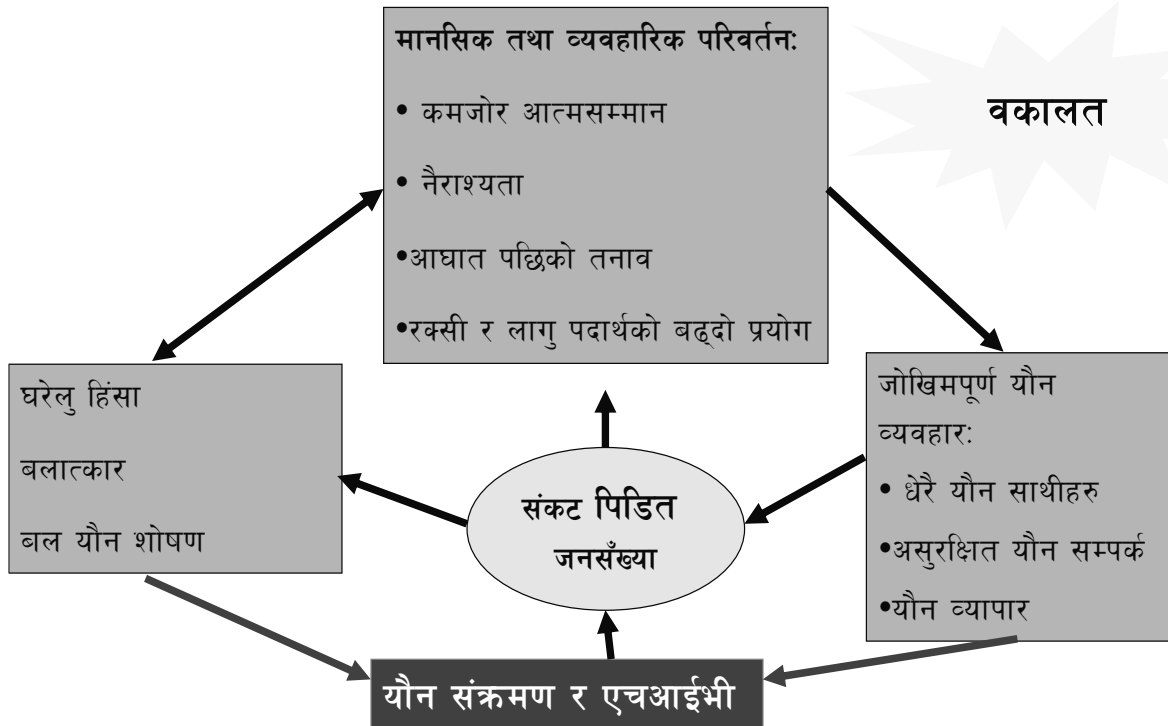 मानसिक तथा व्यवहारिक परिवर्तन:
• कमजोर आत्मसम्मान
• नैराश्यता
•आघात पछिको तनाव
•रक्सी र लागु पदार्थको बढ्दो प्रयोग
वकालत
घरेलु हिंसा
बलात्कार
बल यौन शोषण
संकट पिडित
जनसँख्या
जोखिमपूर्ण यौन
व्यवहार:
• धेरै यौन साथीहरु
•असुरक्षित यौन सम्पर्क
•यौन व्यापार
यौन संक्रमण र एचआईभी